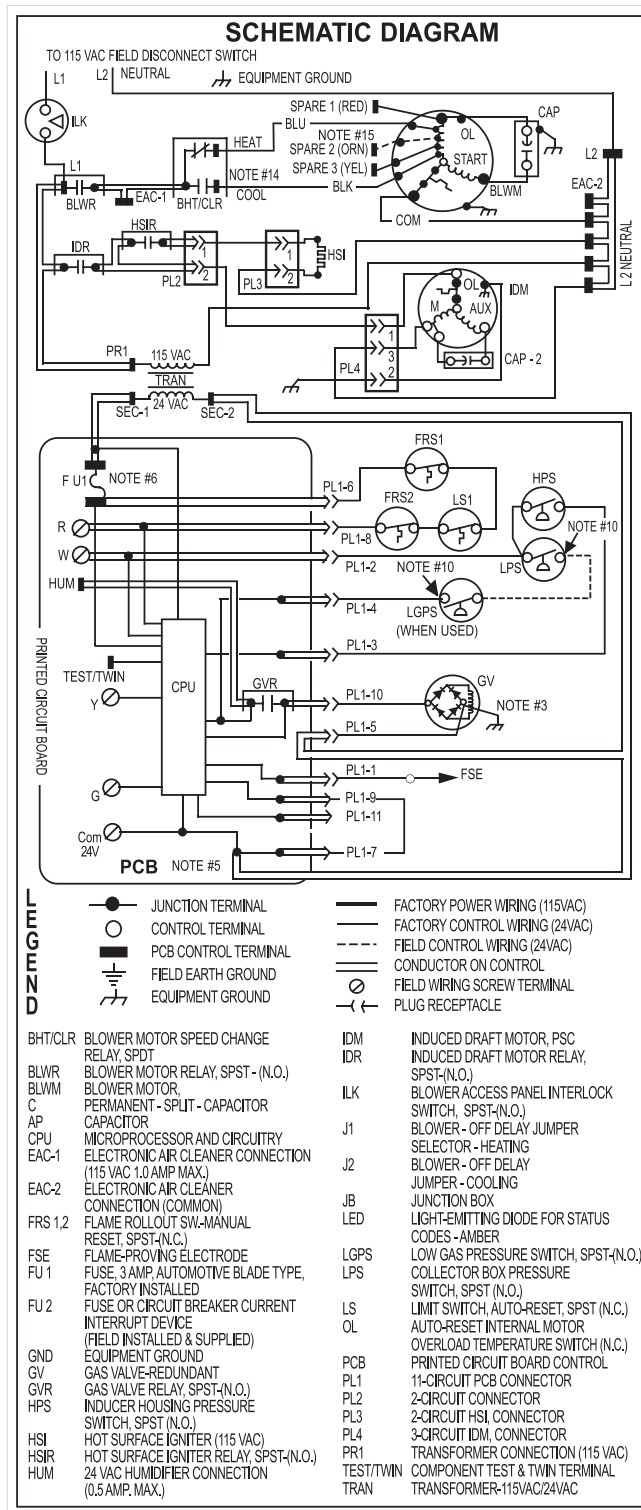 SCHEMATIC DIAGRAM
TO 115 VAC FIELD DISCONNECT SWITCH
L1
L2 NEUTRAL
EQUIPMENT GROUND
ILK
SPARE 1 (RED)
BLU
NOTE #15
SPARE 2 (ORN)
SPARE 3 (YEL)
BLK
OL
START
CAP
BLWM
COM
HEAT
NOTE #14
COOL
BHT/CLR
L1
BLWR
EAC-1
L2
EAC-2
L2 NEUTRAL
HSIR
IDR
1
2
PL2
1
2
PL3
HSI
OL
IDM
M
AUX
CAP - 2
1
3
2
PL4
PR1
115 VAC
TRAN
24 VAC
SEC-1
SEC-2
F U1
NOTE #6
PL1-6
FRS1
FRS2
LS1
HPS
R
PL1-8
NOTE #10
W
PL1-2
NOTE #10
LPS
HUM
PL1-4
LGPS
(WHEN USED)
PL1-3
PRINTED CIRCUIT BOARD
TEST/TWIN
CPU
Y
GVR
PL1-10
GV
NOTE #3
PL1-5
PL1-1
FSE
G
PL1-9
PL1-11
Com
24V
PL1-7
PCB
NOTE #5
LEGEND
JUNCTION TERMINAL
CONTROL TERMINAL
PCB CONTROL TERMINAL
FIELD EARTH GROUND
EQUIPMENT GROUND
FACTORY POWER WIRING (115VAC)
FACTORY CONTROL WIRING (24VAC)
FIELD CONTROL WIRING (24VAC)
CONDUCTOR ON CONTROL
FIELD WIRING SCREW TERMINAL
PLUG RECEPTACLE
BHT/CLR BLOWER MOTOR SPEED CHANGE
RELAY, SPDT
BLWR BLOWER MOTOR RELAY, SPST - (N.O.)
BLWM BLOWER MOTOR,
C PERMANENT - SPLIT - CAPACITOR
AP CAPACITOR
CPU MICROPROCESSOR AND CIRCUITRY
EAC-1 ELECTRONIC AIR CLEANER CONNECTION
(115 VAC 1.0 AMP MAX.)
EAC-2 ELECTRONIC AIR CLEANER
CONNECTION (COMMON)
FRS 1,2 FLAME ROLLOUT SW.-MANUAL
RESET, SPST-(N.C.)
FSE FLAME-PROVING ELECTRODE
FU 1 FUSE, 3 AMP, AUTOMOTIVE BLADE TYPE,
FACTORY INSTALLED
FU 2 FUSE OR CIRCUIT BREAKER CURRENT
INTERRUPT DEVICE
(FIELD INSTALLED & SUPPLIED)
GND EQUIPMENT GROUND
GV GAS VALVE-REDUNDANT
GVR GAS VALVE RELAY, SPST-(N.O.)
HPS INDUCER HOUSING PRESSURE
SWITCH, SPST (N.O.)
HSI HOT SURFACE IGNITER (115 VAC)
HSIR HOT SURFACE IGNITER RELAY, SPST-(N.O.)
HUM 24 VAC HUMIDIFIER CONNECTION
(0.5 AMP. MAX.)
IDM INDUCED DRAFT MOTOR, PSC
IDR INDUCED DRAFT MOTOR RELAY,
SPST-(N.O.)
ILK BLOWER ACCESS PANEL INTERLOCK
SWITCH, SPST-(N.O.)
J1 BLOWER - OFF DELAY JUMPER
SELECTOR - HEATING
J2 BLOWER - OFF DELAY
JUMPER - COOLING
JB JUNCTION BOX
LED LIGHT-EMITTING DIODE FOR STATUS
CODES - AMBER
LGPS LOW GAS PRESSURE SWITCH, SPST-(N.O.)
LPS COLLECTOR BOX PRESSURE
SWITCH, SPST (N.O.)
LS LIMIT SWITCH, AUTO-RESET, SPST (N.C.)
OL AUTO-RESET INTERNAL MOTOR
OVERLOAD TEMPERATURE SWITCH (N.C.)
PCB PRINTED CIRCUIT BOARD CONTROL
PL1 11-CIRCUIT PCB CONNECTOR
PL2 2-CIRCUIT CONNECTOR
PL3 2-CIRCUIT HSI, CONNECTOR
PL4 3-CIRCUIT IDM, CONNECTOR
PR1 TRANSFORMER CONNECTION (115 VAC)
TEST/TWIN COMPONENT TEST & TWIN TERMINAL
TRAN TRANSFORMER-115VAC/24VAC